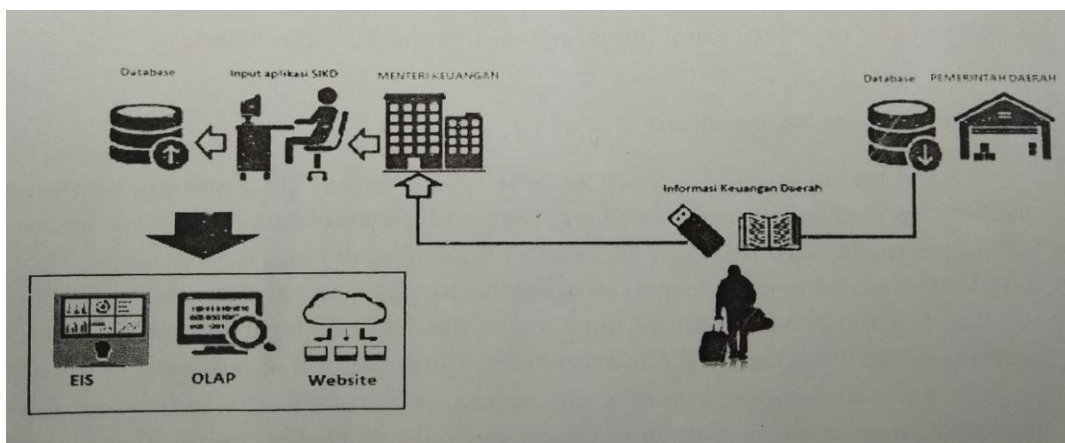 Database
Input aplikasi SIKD
MENTERI KEUANGAN
Database
PEMERINTAH DAERAH
Informasi Keuangan Daerah
EIS
OLAP
Website